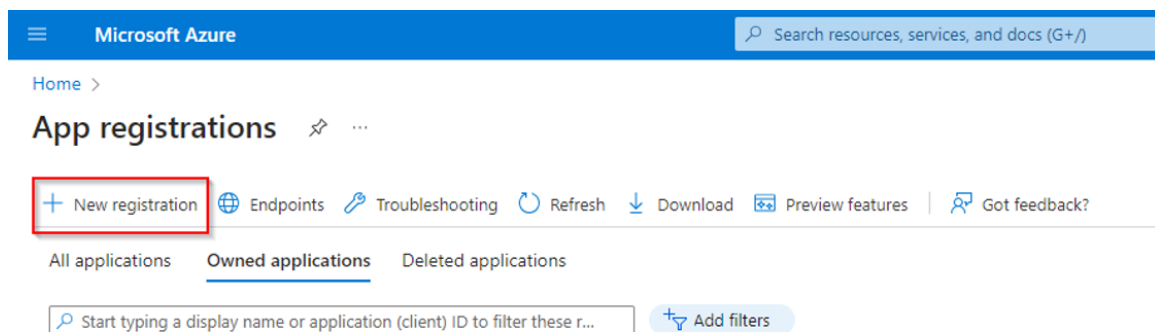 Microsoft Azure
Search resources, services, and docs (G+/)
Home >
App registrations ...
+ New registration Endpoints Troubleshooting Refresh Download Preview features Got feedback?
All applications Owned applications Deleted applications
Start typing a display name or application (client) ID to filter these r... Add filters